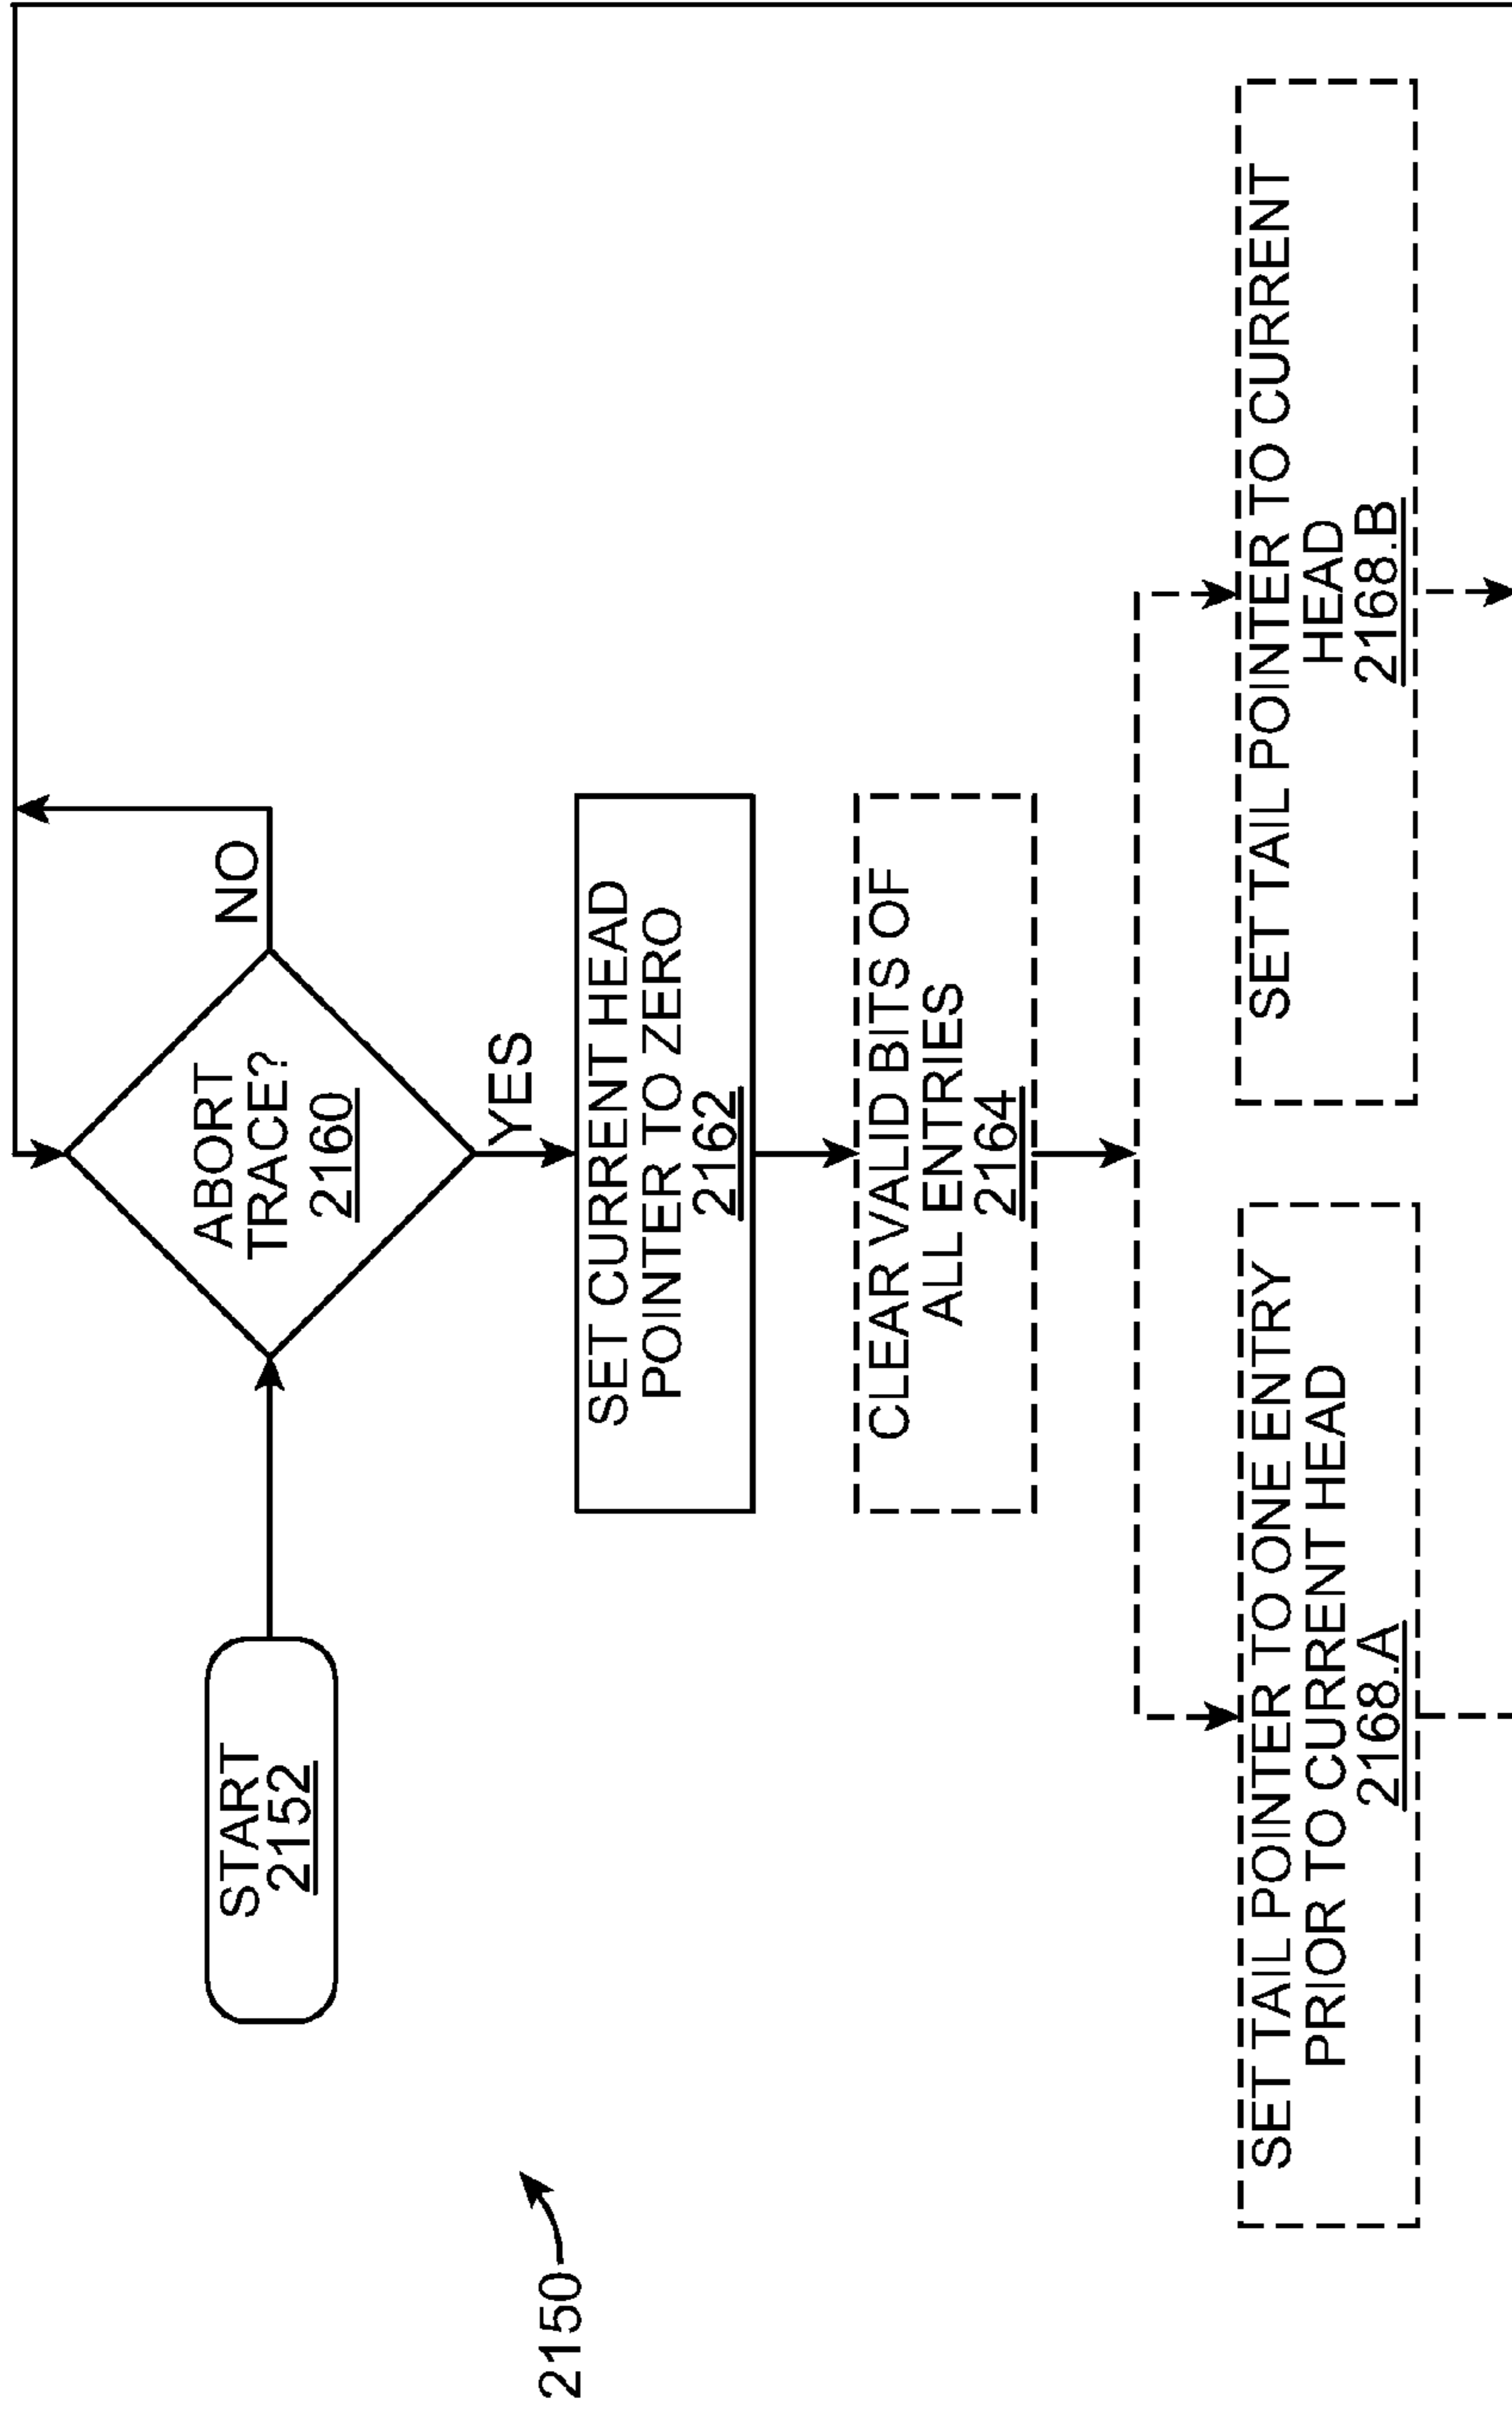 2150
START
2152
ABORT
TRACE?
2160
NO
YES
SET CURRENT HEAD
POINTER TO ZERO
2162
CLEAR VALID BITS OF
ALL ENTRIES
2164
SET TAIL POINTER TO ONE ENTRY
PRIOR TO CURRENT HEAD
2168.A
SET TAIL POINTER TO CURRENT
HEAD
2168.B